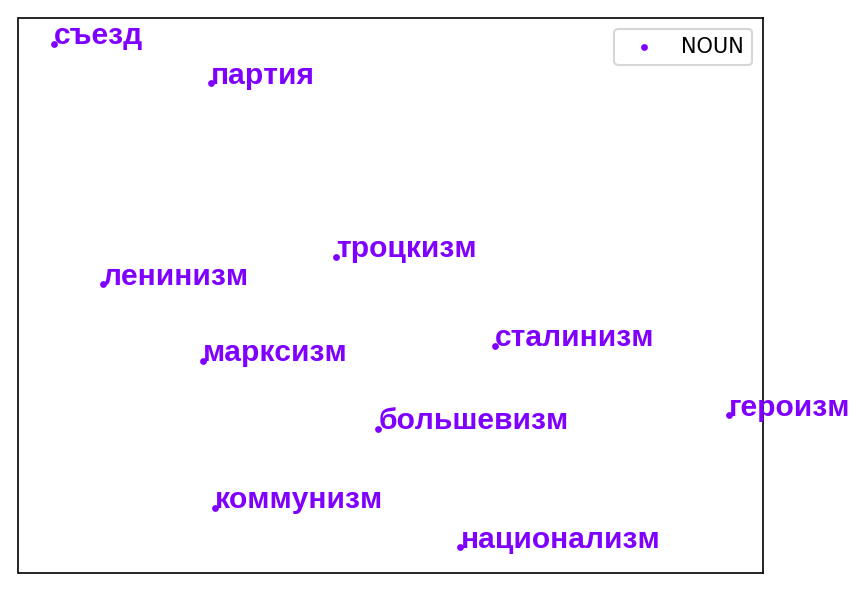 съезд
NOUN
партия
троцкизм
ленинизм
сталинизм
марксизм
героизм
большевизм
коммунизм
национализм